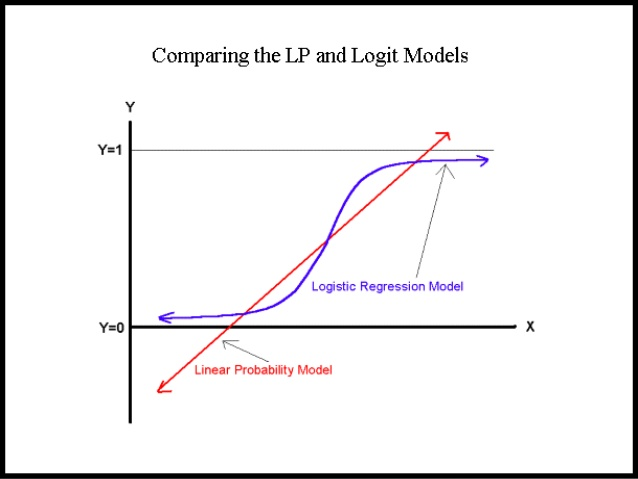 Comparing the LP and Logit Models
Y
Y=1
Logistic Regression Model
Y=0
X
Linear Probability Model